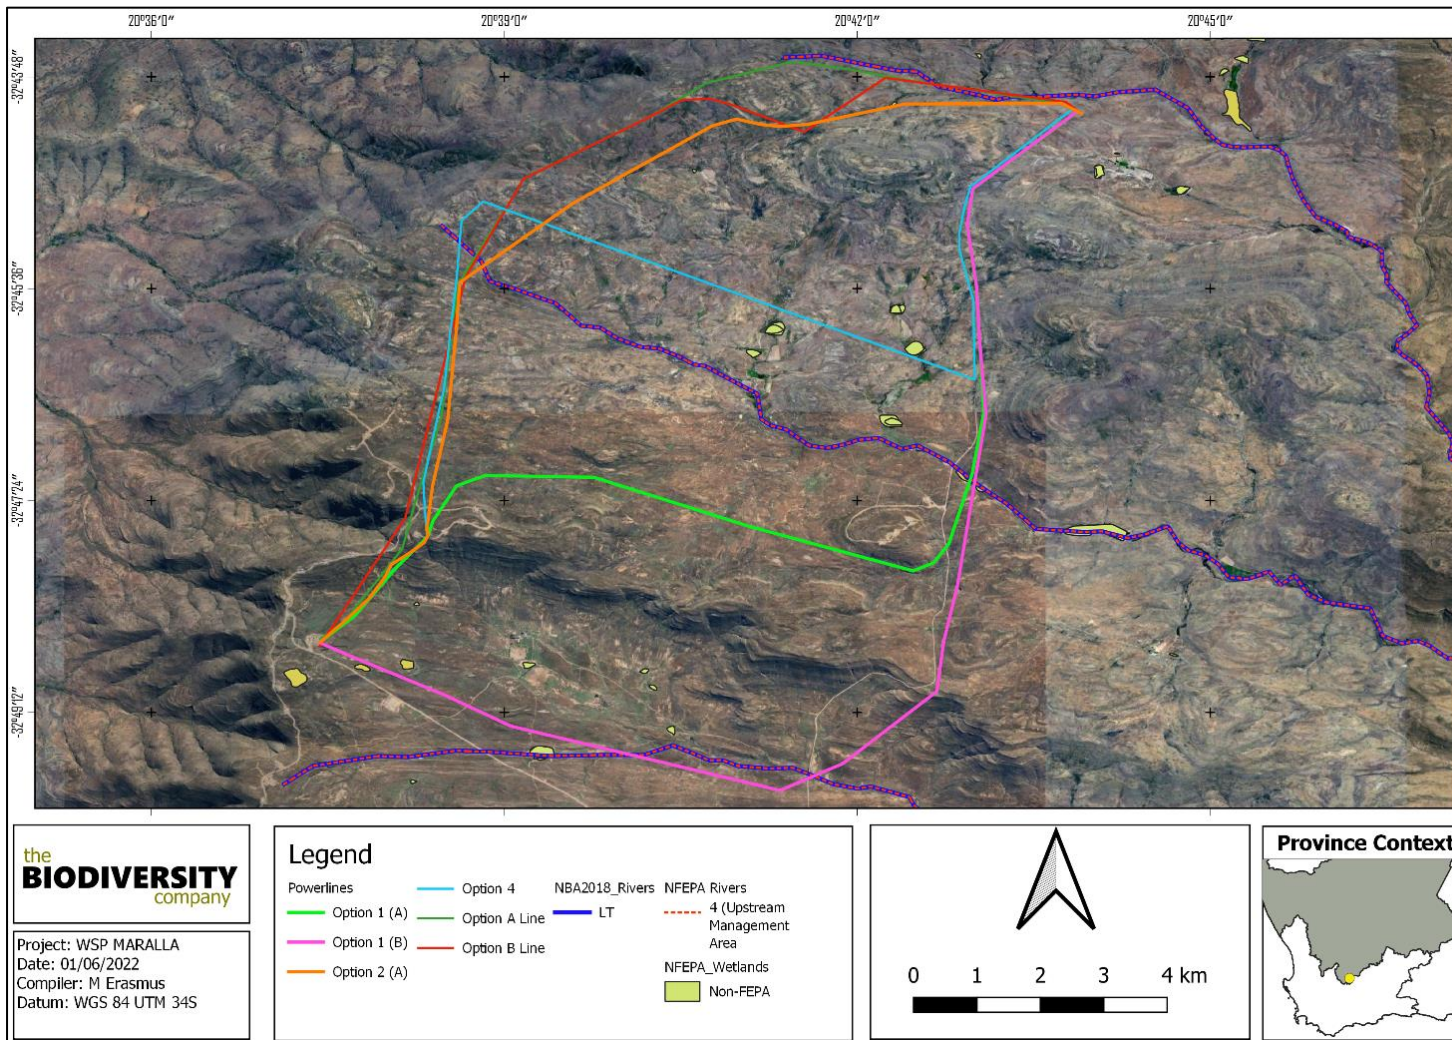 20°36'0" 20°39'0" 20°42'0" 20°45'0"
-32°43'48"
-32°45'36"
-32°47'24"
-32°49'12"
the
BIODIVERSITY
company
Project: WSP MARALLA
Date: 01/06/2022
Compiler: M Erasmus
Datum: WGS 84 UTM 34S
Legend
Powerlines
Option 1 (A)
Option 1 (B)
Option 2 (A)
Option 4
Option A Line
Option B Line
NBA2018_Rivers
LT
NFEPA Rivers
4 (Upstream
Management
Area
NFEPA_Wetlands
Non-FEPA
0 1 2 3 4 km
Province Context